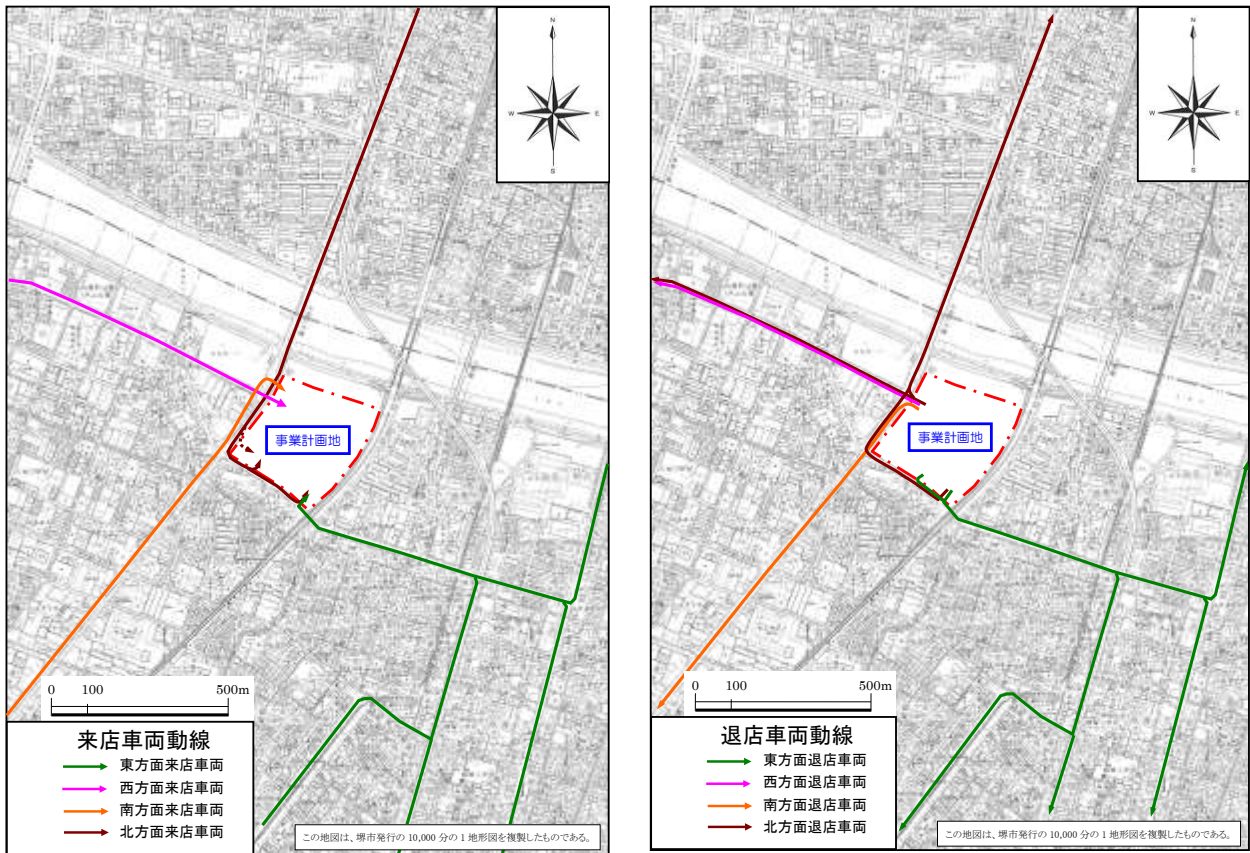 N
W
E
S
事業計画地
0 100 500m
来店車両動線
東方面来店車両
西方面来店車両
南方面来店車両
北方面来店車両
この地図は、堺市発行の 10,000 分の 1 地形図を複製したものである。
N
W
E
S
事業計画地
0 100 500m
退店車両動線
東方面退店車両
西方面退店車両
南方面退店車両
北方面退店車両
この地図は、堺市発行の 10,000 分の 1 地形図を複製したものである。